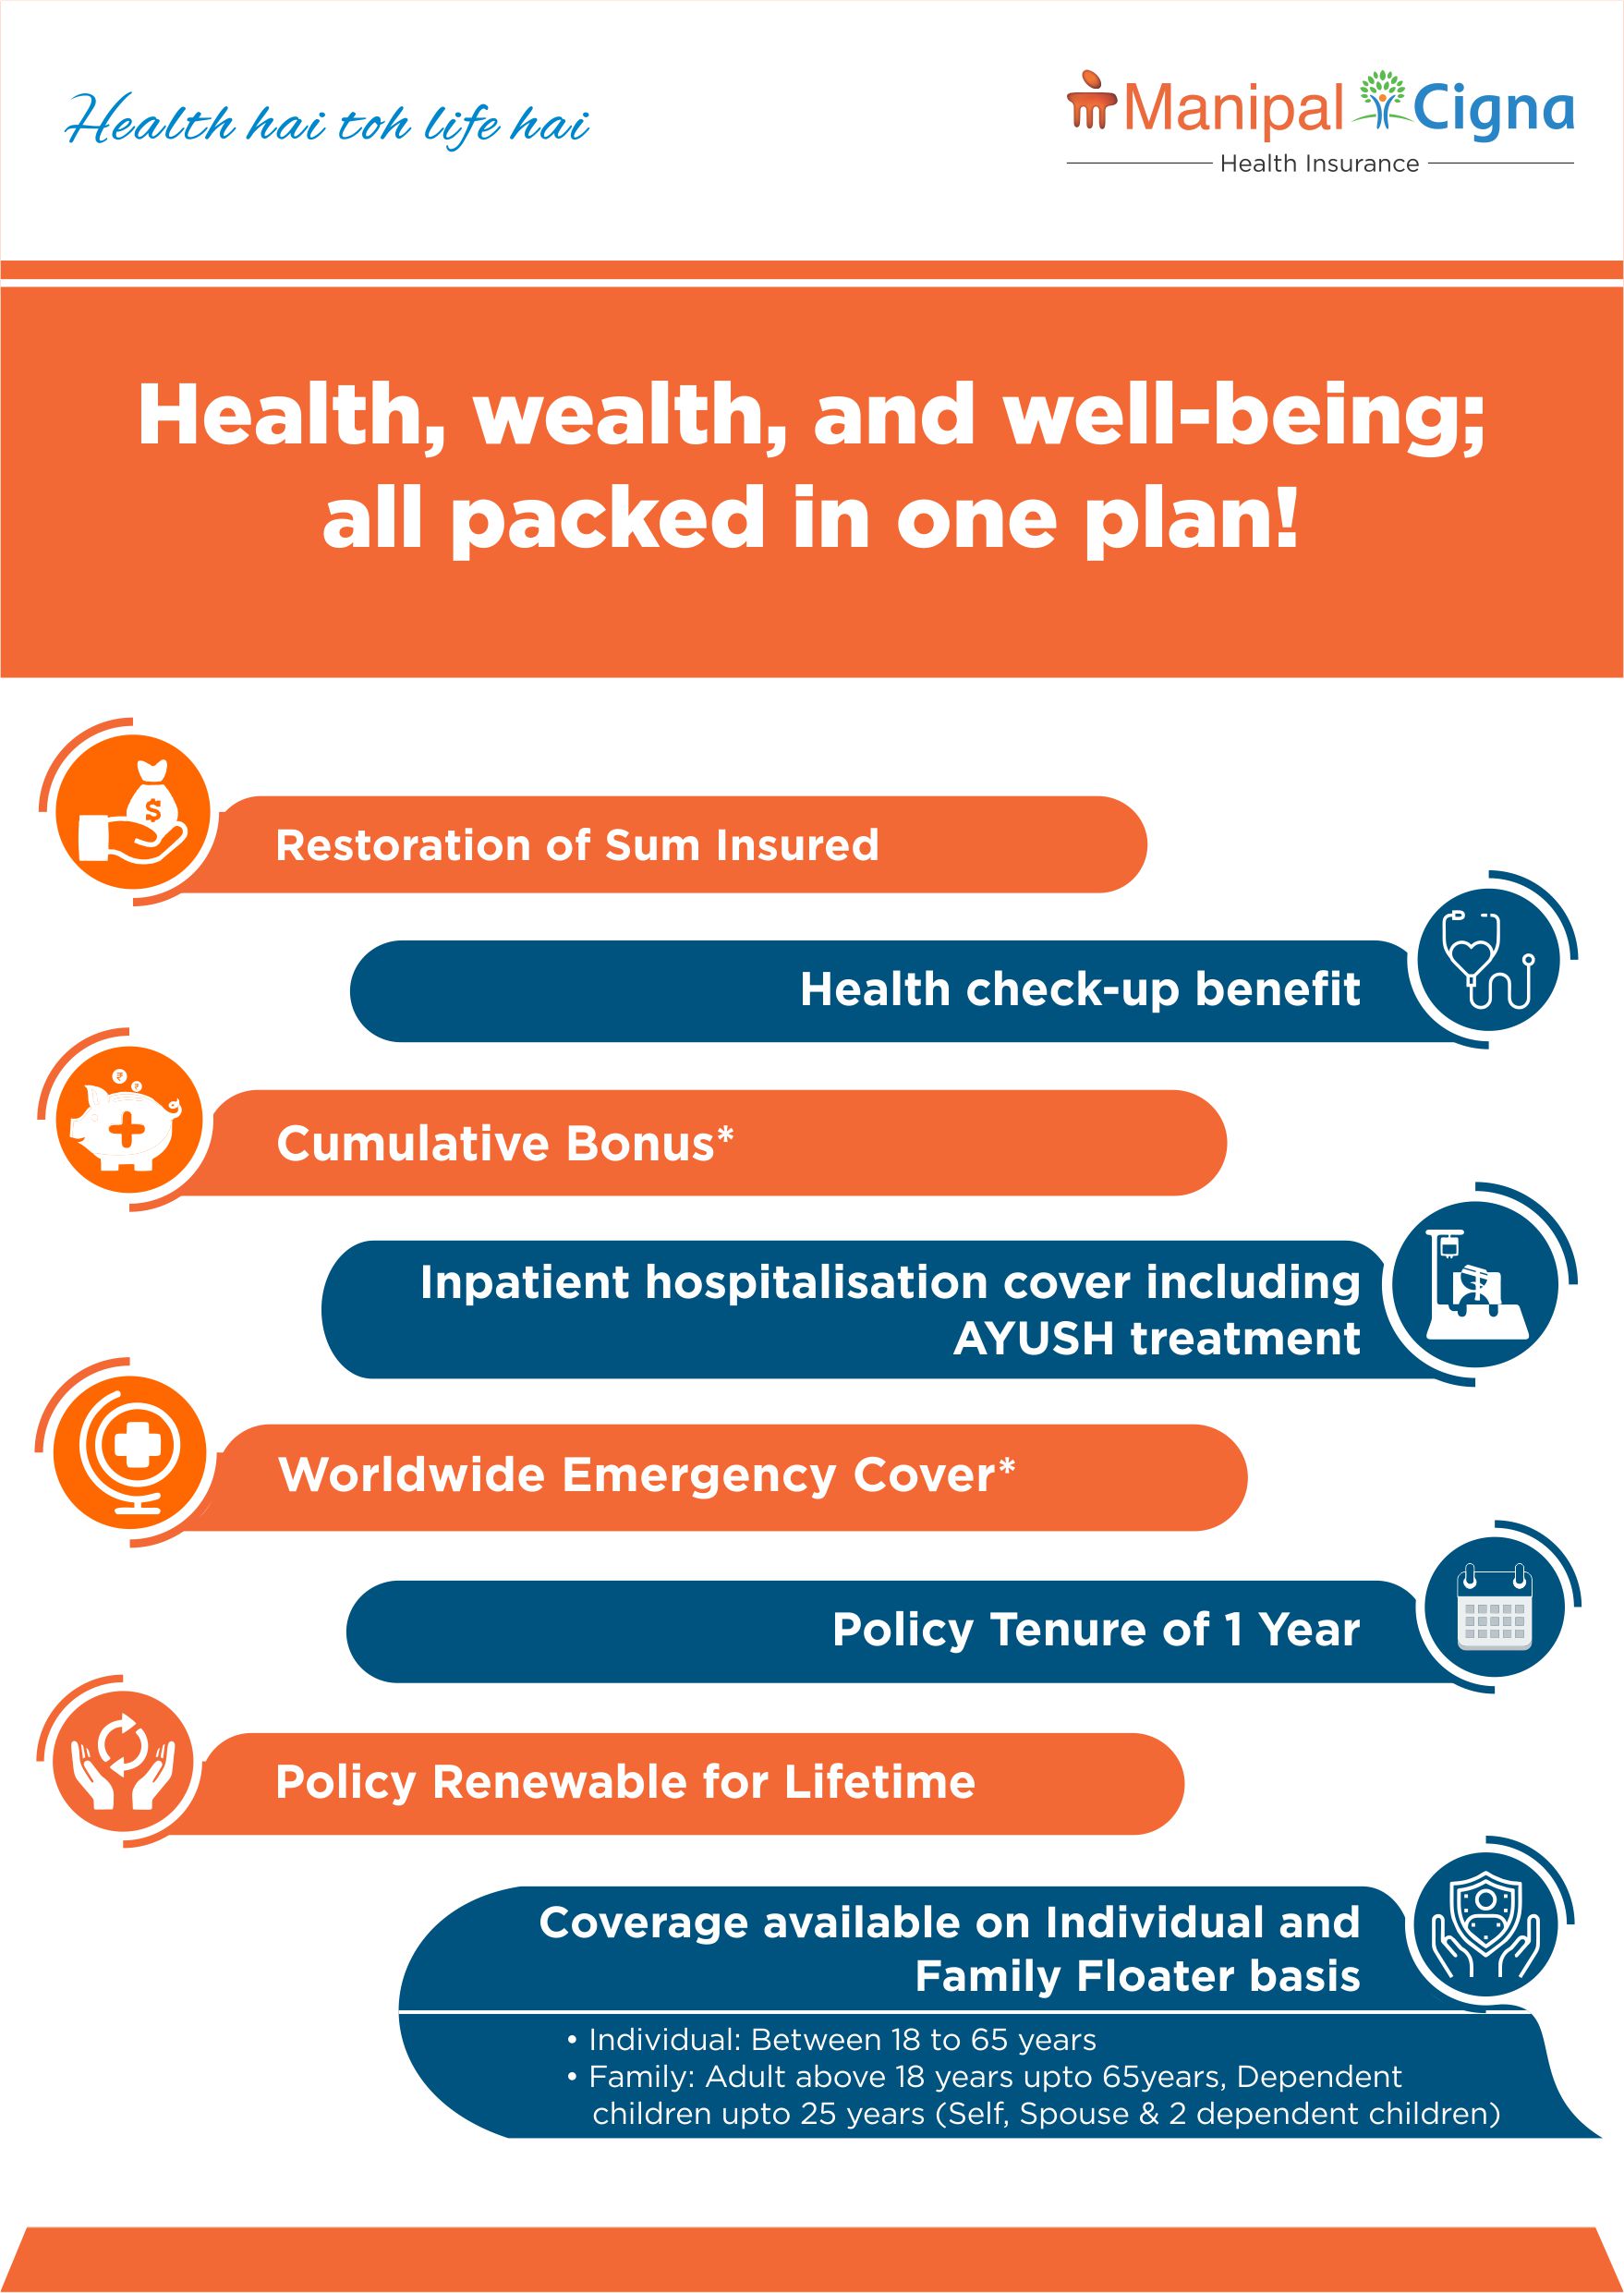 Health hai toh life hai
Manipal Cigna
Health Insurance
Health, wealth, and well-being;
all packed in one plan!
Restoration of Sum Insured
Health check-up benefit
Cumulative Bonus*
Inpatient hospitalisation cover including
AYUSH treatment
Worldwide Emergency Cover*
Policy Tenure of 1 Year
Policy Renewable for Lifetime
Coverage available on Individual and
Family Floater basis
• Individual: Between 18 to 65 years
• Family: Adult above 18 years upto 65years, Dependent
children upto 25 years (Self, Spouse & 2 dependent children)